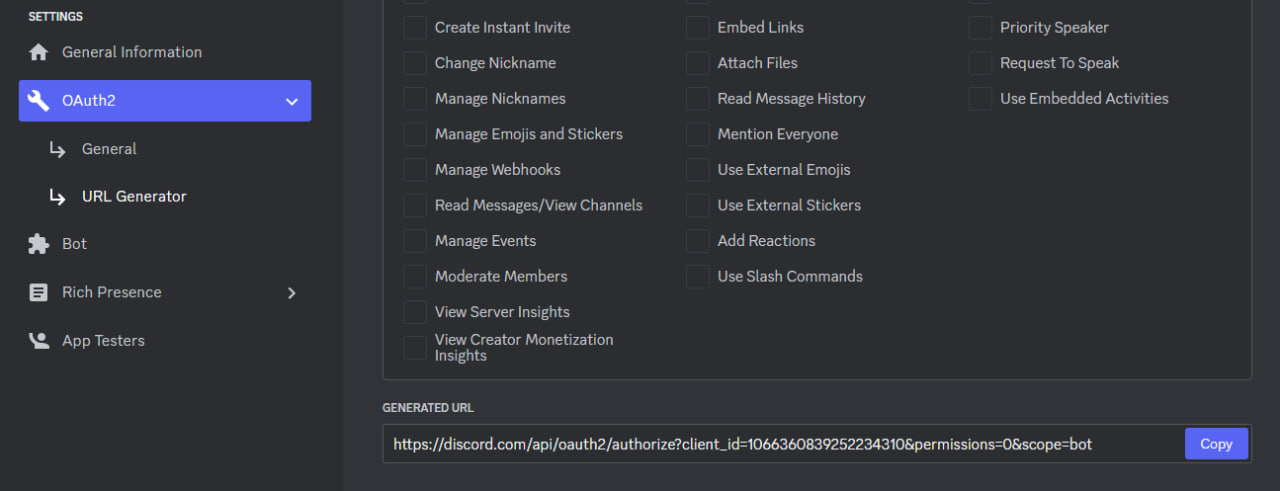 SETTINGS
General Information
OAuth2
General
URL Generator
Bot
Rich Presence
App Testers
Create Instant Invite
Change Nickname
Manage Nicknames
Manage Emojis and Stickers
Manage Webhooks
Read Messages/View Channels
Manage Events
Moderate Members
View Server Insights
View Creator Monetization
Insights
Embed Links
Attach Files
Read Message History
Mention Everyone
Use External Emojis
Use External Stickers
Add Reactions
Use Slash Commands
Priority Speaker
Request To Speak
Use Embedded Activities
GENERATED URL
https://discord.com/api/oauth2/authorize?client_id=1066360839252234310&permissions=0&scope=bot
Copy